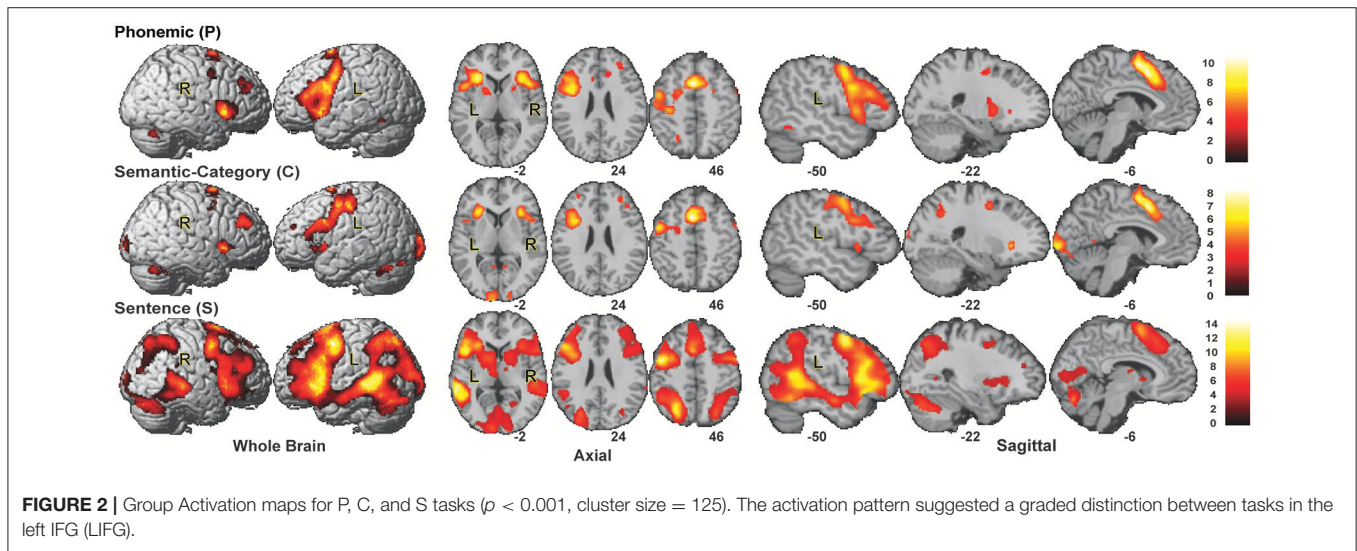 Phonemic (P)
R
L
L
R
L
-2
24
46
-50
-22
-6
10
8
6
4
2
0
Semantic-Category (C)
R
L
L
R
L
-2
24
46
-50
-22
-6
8
7
6
5
4
3
2
1
0
Sentence (S)
R
L
L
R
L
-2
24
46
-50
-22
-6
14
12
10
8
6
4
2
0
Whole Brain
Axial
Sagittal
FIGURE 2 | Group Activation maps for P, C, and S tasks (p < 0.001, cluster size = 125). The activation pattern suggested a graded distinction between tasks in the
left IFG (LIFG).